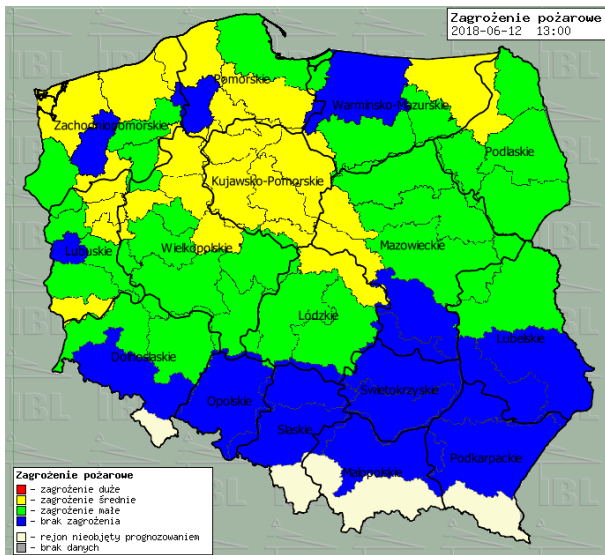 Zagrożenie pożarowe
2018-06-12 13:00
Pomorskie
Warmińsko-Mazurskie
Zachodniopomorskie
Podlaskie
Kujawsko-Pomorskie
Wielkopolskie
Mazowieckie
Lubuskie
Łódzkie
Lubelskie
Dolnośląskie
Opolskie
Świętokrzyskie
Śląskie
Małopolskie
Podkarpackie
Zagrożenie pożarowe
- zagrożenie duże
- zagrożenie średnie
- zagrożenie małe
- brak zagrożenia
- rejon nieobjęty prognozowaniem
- brak danych
IBL